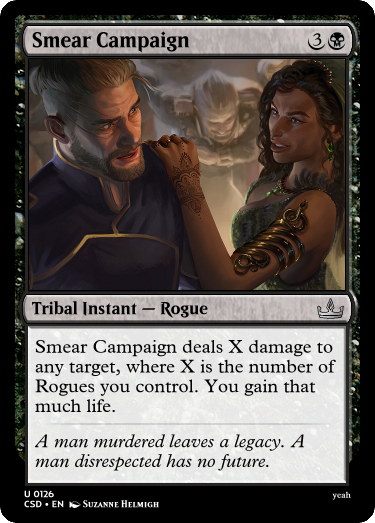 Smear Campaign 3
Tribal Instant — Rogue
Smear Campaign deals X damage to
any target, where X is the number of
Rogues you control. You gain that
much life.
A man murdered leaves a legacy. A
man disrespected has no future.
U 0126
yeah
CSD • EN SUZANNE HELMIGH